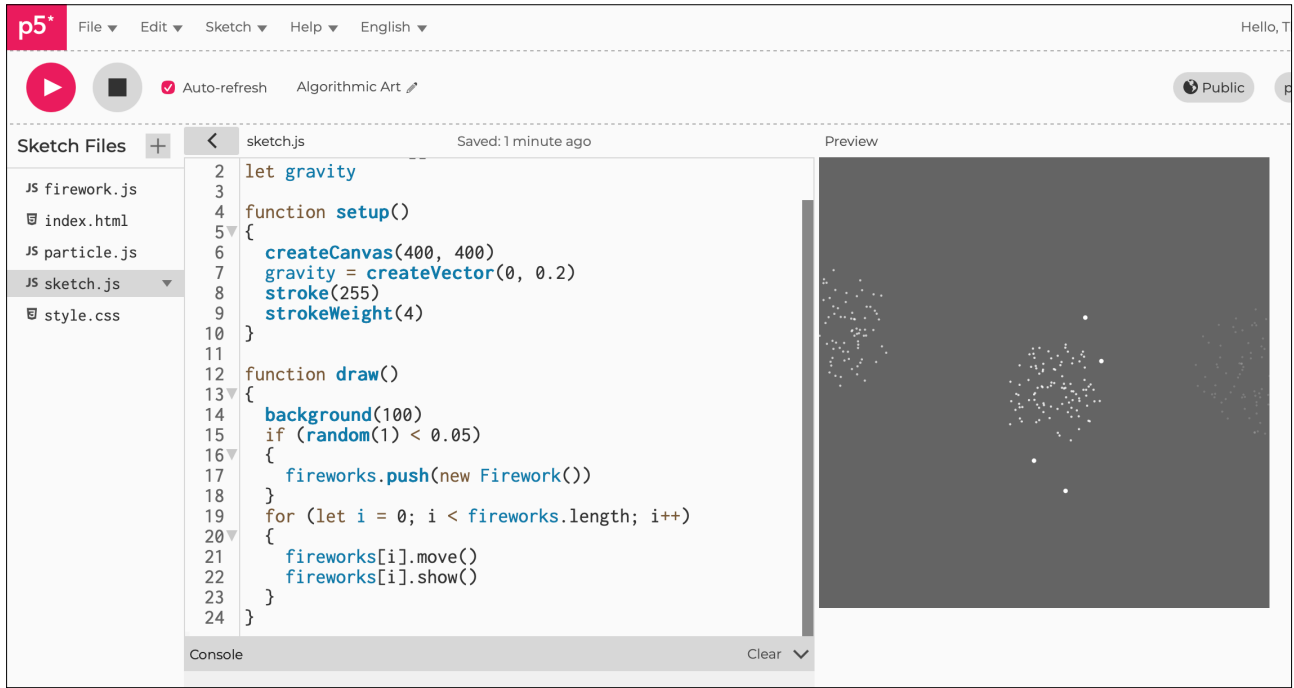 p5* File Edit Sketch Help English Hello, T
Auto-refresh Algorithmic Art Public p
Sketch Files + sketch.js Saved: 1 minute ago Preview
JS firework.js
index.html
JS particle.js
JS sketch.js
style.css
2 let gravity
3
4 function setup()
5 {
6 createCanvas(400, 400)
7 gravity = createVector(0, 0.2)
8 stroke(255)
9 strokeWeight(4)
10 }
11
12 function draw()
13 {
14 background(100)
15 if (random(1) < 0.05)
16 {
17 fireworks.push(new Firework())
18 }
19 for (let i = 0; i < fireworks.length; i++)
20 {
21 fireworks[i].move()
22 fireworks[i].show()
23 }
24 }
Console Clear